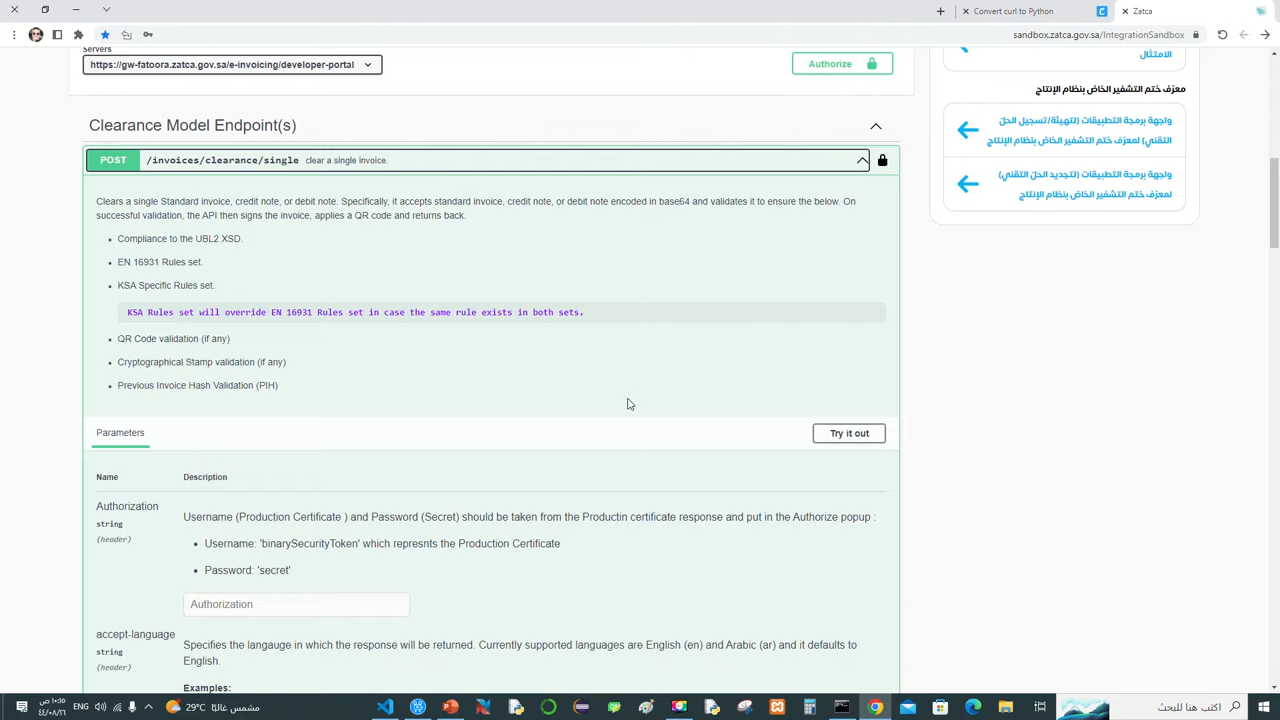 Convert curl to Python
Zatca
sandbox.zatca.gov.sa/IntegrationSandbox
Servers
https://gw-fatoora.zatca.gov.sa/e-invoicing/developer-portal
Authorize
Clearance Model Endpoint(s)
POST /invoices/clearance/single clear a single invoice.
Clears a single Standard invoice, credit note, or debit note. Specifically, it accepts standard invoice, credit note, or debit note encoded in base64 and validates it to ensure the below. On
successful validation, the API then signs the invoice, applies a QR code and returns back.
Compliance to the UBL2 XSD.
EN 16931 Rules set.
KSA Specific Rules set.
KSA Rules set will override EN 16931 Rules set in case the same rule exists in both sets.
QR Code validation (if any)
Cryptographical Stamp validation (if any)
Previous Invoice Hash Validation (PIH)
Parameters
Try it out
Name Description
Authorization
string
(header)
Username (Production Certificate ) and Password (Secret) should be taken from the Productin certificate response and put in the Authorize popup :
Username: 'binarySecurityToken' which represnts the Production Certificate
Password: 'secret'
Authorization
accept-language
string
(header)
Specifies the langauge in which the response will be returned. Currently supported languages are English (en) and Arabic (ar) and it defaults to
English.
Examples:
الامتثال
معرّف ختم التشفير الخاص بنظام الإنتاج
واجهة برمجة التطبيقات (لتهيئة/تسجيل الحل
التقني) لمعرّف ختم التشفير الخاص بنظام الإنتاج
واجهة برمجة التطبيقات (لتجديد الحل التقني)
لمعرّف ختم التشفير الخاص بنظام الإنتاج
ENG
29°C مشمس غالبًا
اكتب هنا للبحث